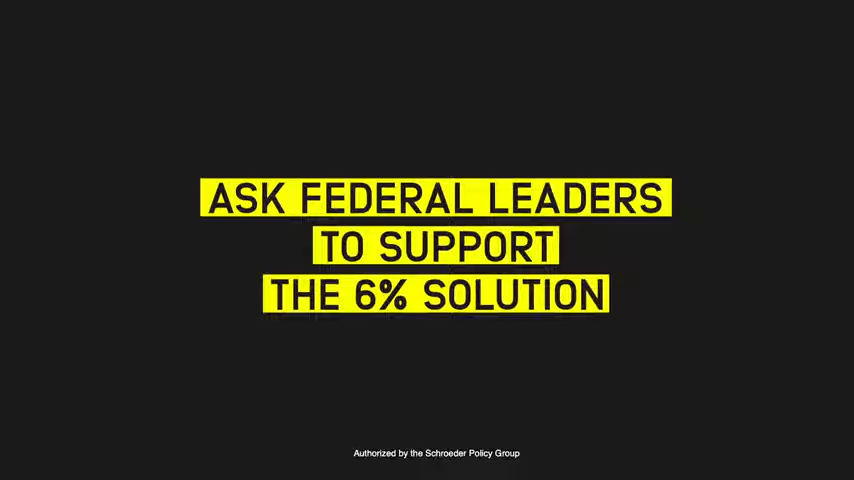 ASK FEDERAL LEADERS
TO SUPPORT
THE 6% SOLUTION
Authorized by the Schroeder Policy Group